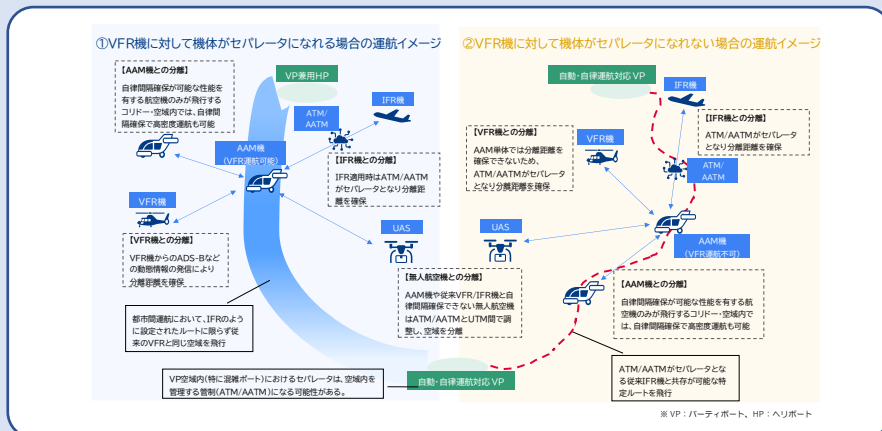 ①VFR機に対して機体がセパレータになれる場合の運航イメージ
【AAM機との分離】
自律間隔確保が可能な性能を
有する航空機のみが飛行する
コリドー・空域内では、自律間
隔確保で高密度運航も可能
VP兼用HP
ATM/
AATM
IFR機
AAM機
(VFR運航可能)
【IFR機との分離】
IFR適用時はATM/AATM
がセパレータとなり分離距
離を確保
VFR機
【VFR機との分離】
VFR機からのADS-Bなど
の動態情報の発信により
分離距離を確保
UAS
【無人航空機との分離】
AAM機や従来VFR/IFR機と自
律間隔確保できない無人航空機
はATM/AATMとUTM間で調
整し、空域を分離
都市間運航において、IFRのよう
に設定されたルートに限らず従
来のVFRと同じ空域を飛行
VP空域内(特に混雑ポート)におけるセパレータは、空域内を
管理する管制(ATM/AATM)になる可能性がある。
自動・自律運航対応 VP
②VFR機に対して機体がセパレータになれない場合の運航イメージ
自動・自律運航対応 VP
IFR機
【VFR機との分離】
AAM単体では分離距離を
確保できないため、
ATM/AATMがセパレータ
となり分離距離を確保
VFR機
【IFR機との分離】
ATM/AATMがセパレータ
となり分離距離を確保
ATM/
AATM
UAS
AAM機
(VFR運航不可)
【AAM機との分離】
自律間隔確保が可能な性能を有する航
空機のみが飛行するコリドー・空域内で
は、自律間隔確保で高密度運航も可能
ATM/AATMがセパレータとな
る従来IFR機と共存が可能な特
定ルートを飛行
※ VP：バーティポート、HP：ヘリポート